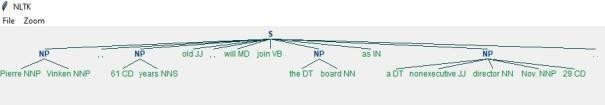 NLTK
File Zoom
S
NP , , NP old JJ , , will MD join VB NP as IN NP . .
Pierre NNP Vinken NNP 61 CD years NNS the DT board NN a DT nonexecutive JJ director NN Nov. NNP 29 CD